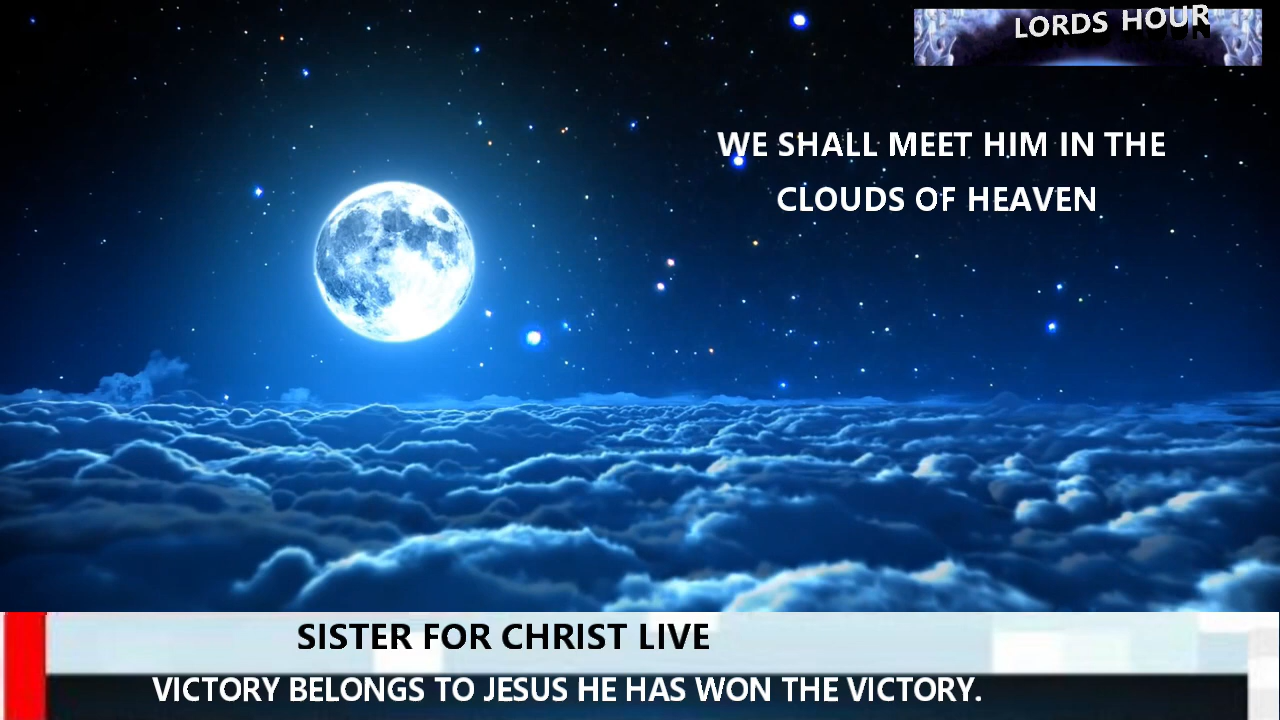 LORDS HOUR
WE SHALL MEET HIM IN THE
CLOUDS OF HEAVEN
SISTER FOR CHRIST LIVE
VICTORY BELONGS TO JESUS HE HAS WON THE VICTORY.